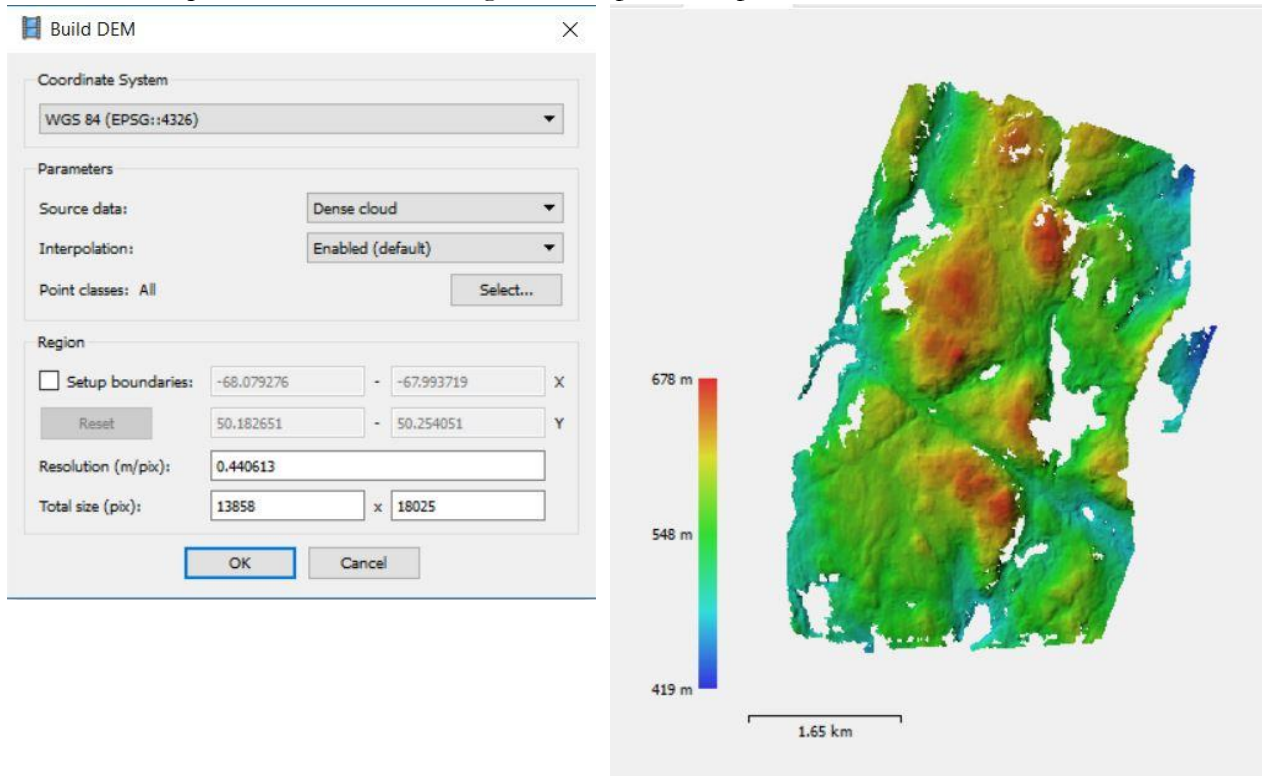 Build DEM
Coordinate System
WGS 84 (EPSG::4326)
Parameters
Source data: Dense cloud
Interpolation: Enabled (default)
Point classes: All Select...
Region
Setup boundaries: -68.079276 - -67.993719 X
Reset 50.182651 - 50.254051 Y
Resolution (m/pix): 0.440613
Total size (pix): 13858 x 18025
OK Cancel
678 m
548 m
419 m
1.65 km